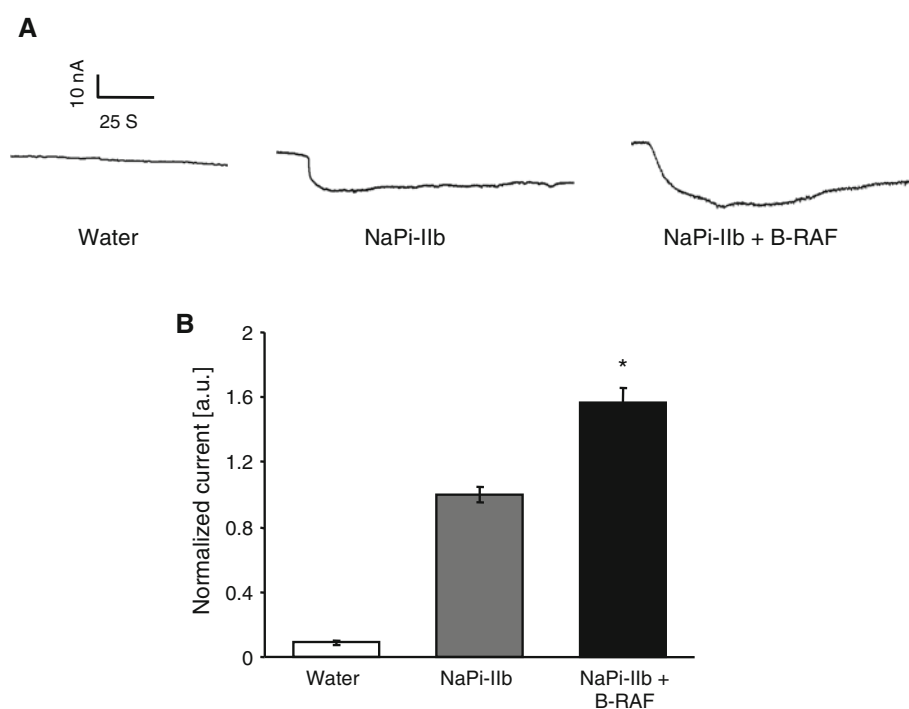 A
10 nA
25 S
Water
NaPi-IIb
NaPi-IIb + B-RAF
B
Normalized current [a.u.]
2
1.6
1.2
0.8
0.4
0
*
Water
NaPi-IIb
NaPi-IIb +
B-RAF